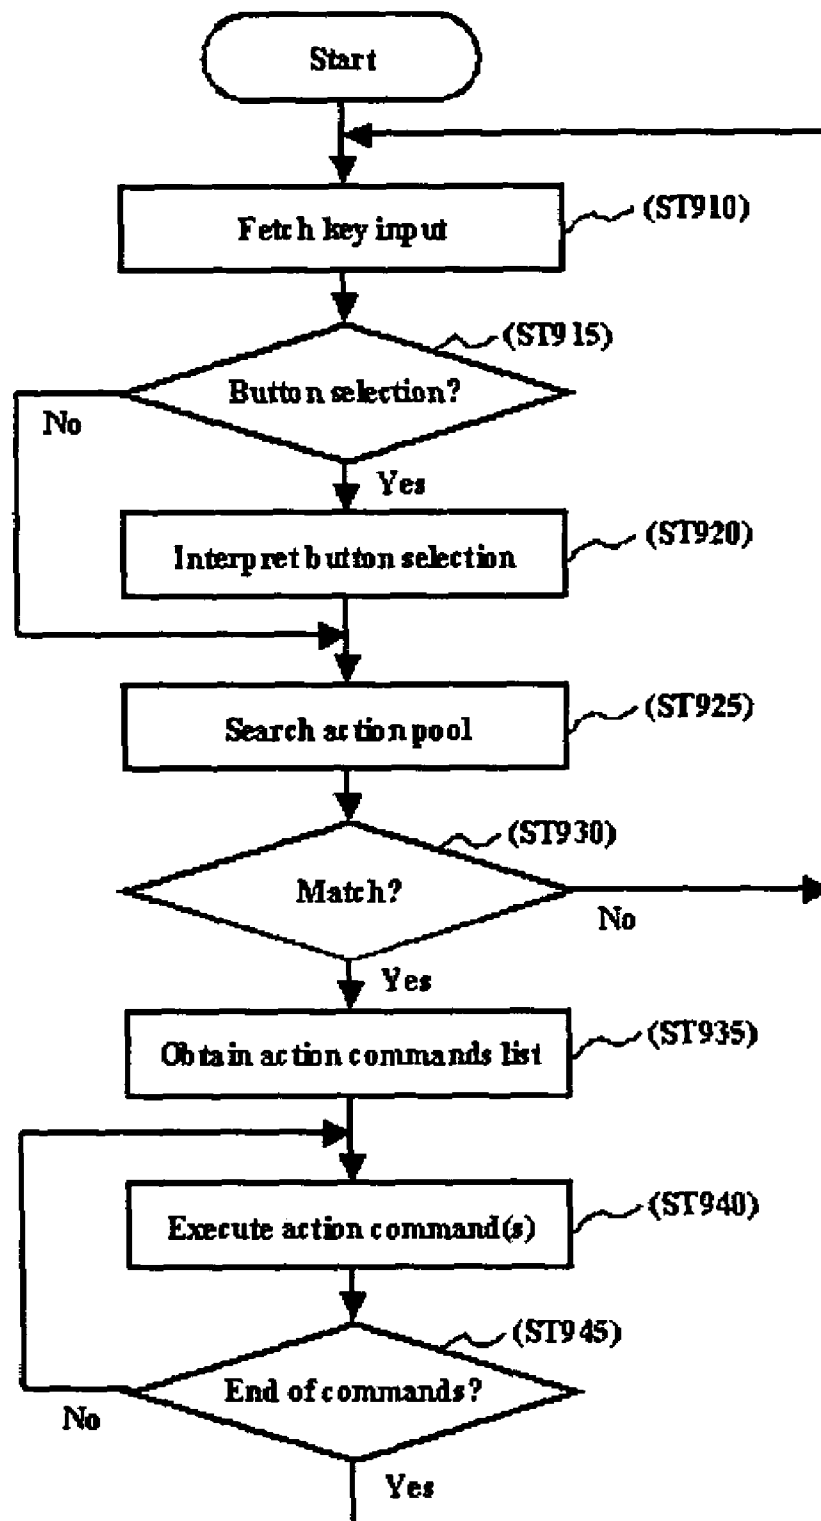 Start
Fetch key input
(ST910)
(ST915)
Button selection?
No
Yes
Interpret button selection
(ST920)
Search action pool
(ST925)
(ST930)
Match?
No
Yes
Obtain action commands list
(ST935)
Execute action command(s)
(ST940)
(ST945)
End of commands?
No
Yes